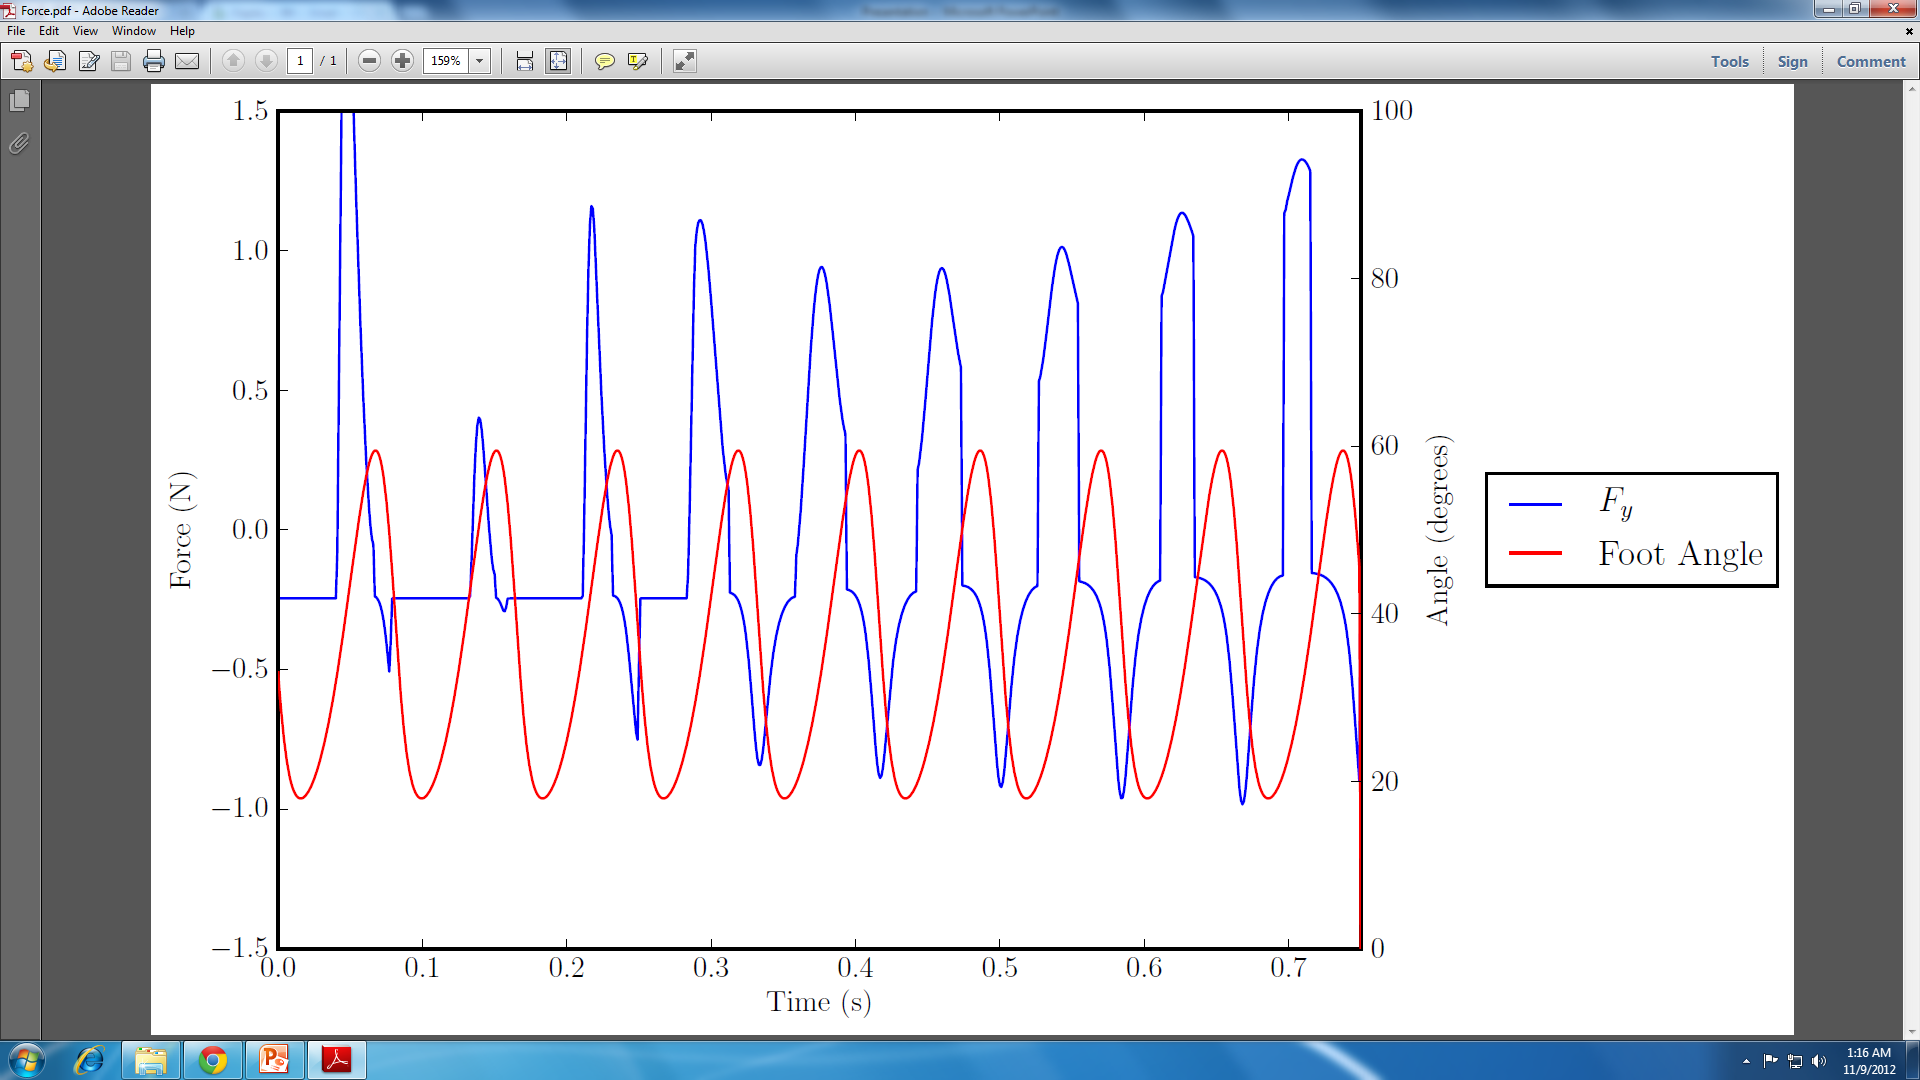 Force.pdf - Adobe Reader
File Edit View Window Help
1 / 1 159% Tools Sign Comment
1.5
1.0
0.5
0.0
−0.5
−1.0
−1.5
Force (N)
0.0 0.1 0.2 0.3 0.4 0.5 0.6 0.7
Time (s)
100
80
60
40
20
0
Angle (degrees)
Fy
Foot Angle
1:16 AM
11/9/2012